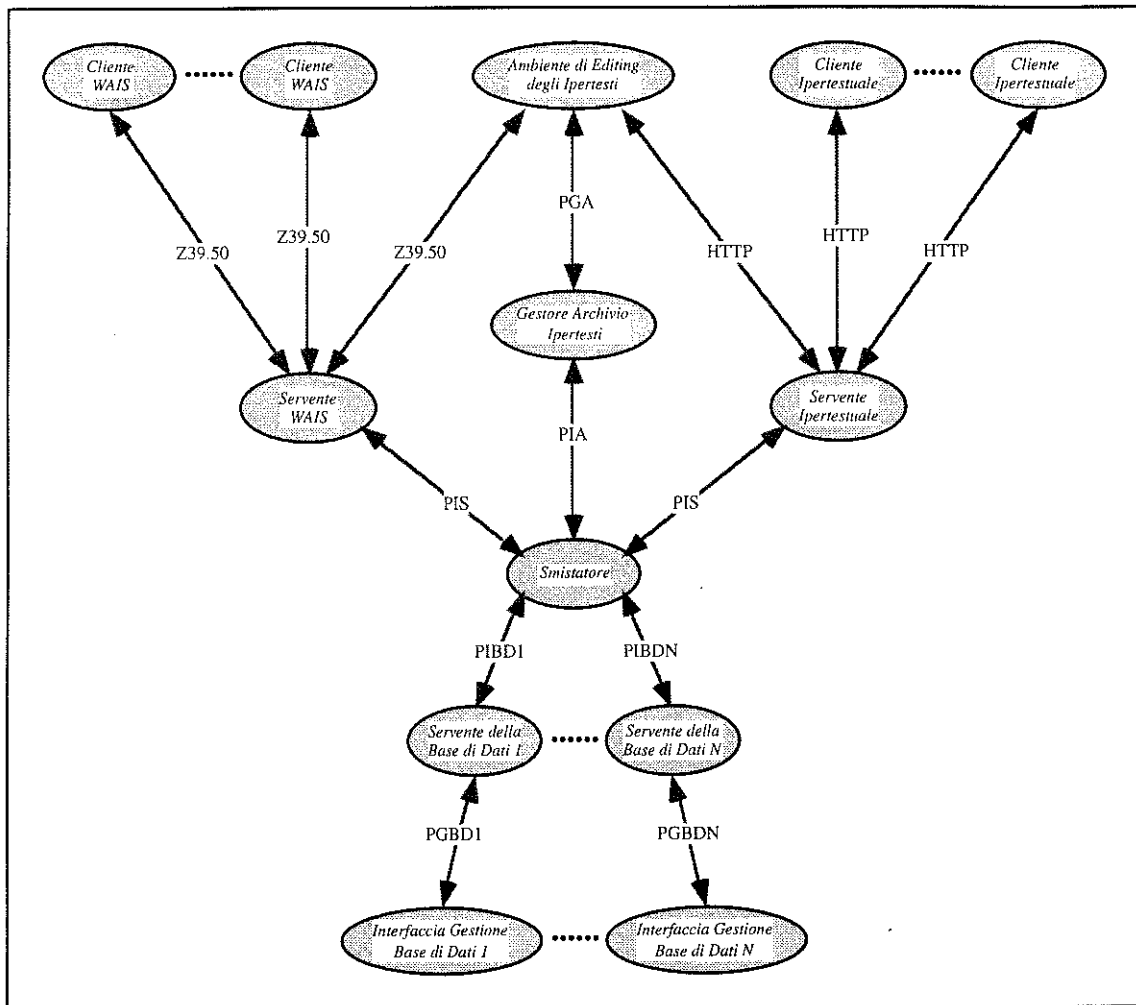 Cliente
WAIS
Cliente
WAIS
Ambiente di Editing
degli Ipertesti
Cliente
Ipertestuale
Cliente
Ipertestuale
PGA
Z39.50
Z39.50
Z39.50
HTTP
HTTP
HTTP
Gestore Archivio
Ipertesti
Servente
WAIS
Servente
Ipertestuale
PIA
PIS
PIS
Smistatore
PIBD1
PIBDN
Servente della
Base di Dati 1
Servente della
Base di Dati N
PGBD1
PGBDN
Interfaccia Gestione
Base di Dati 1
Interfaccia Gestione
Base di Dati N